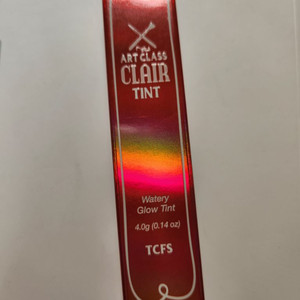 ART CLASS
CLAIR
TINT
Watery
Glow Tint
4.0g (0.14 oz)
TCFS